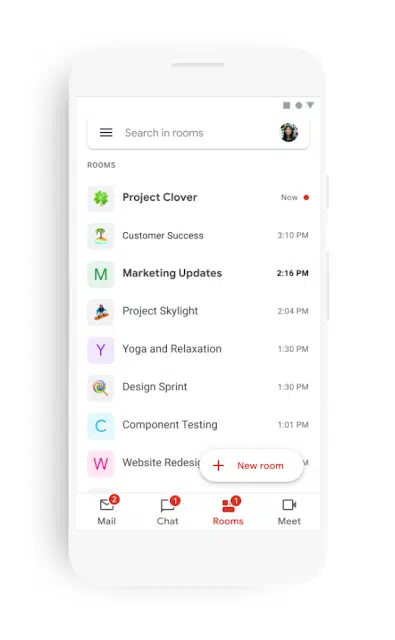 Search in rooms
ROOMS
Project Clover Now
Customer Success 3:10 PM
M Marketing Updates 2:16 PM
Project Skylight 2:04 PM
Y Yoga and Relaxation 1:30 PM
Design Sprint 1:30 PM
C Component Testing 1:01 PM
W Website Redesig M
+ New room
2 1 1
Mail Chat Rooms Meet